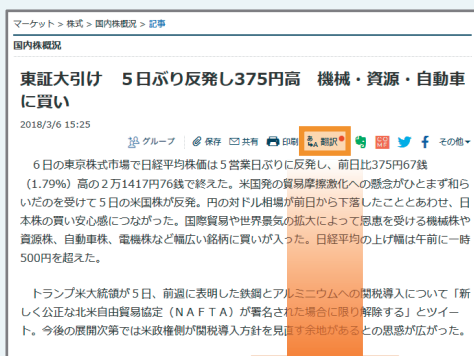 マーケット > 株式 > 国内株概況 > 記事
国内株概況
東証大引け　５日ぶり反発し375円高　機械・資源・自動車
に買い
2018/3/6 15:25
グループ 保存 共有 印刷 翻訳 その他
６日の東京株式市場で日経平均株価は５営業日ぶりに反発し、前日比375円67銭
（1.79%）高の２万1417円76銭で終えた。米国発の貿易摩擦激化への懸念がひとまず和ら
いだのを受けて５日の米国株が反発。円の対ドル相場が前日から下落したこととあわせ、日
本株の買い安心感につながった。国際貿易や世界景気の拡大によって恩恵を受ける機械株や
資源株、自動車株、電機株など幅広い銘柄に買いが入った。日経平均の上げ幅は午前に一時
500円を超えた。
トランプ米大統領が５日、前週に表明した鉄鋼とアルミニウムへの関税導入について「新
しく公正な北米自由貿易協定（ＮＡＦＴＡ）が署名された場合に限り解除する」とツイー
ト。今後の展開次第では米政権側が関税導入方針を見直す余地があるとの思惑が広がった。